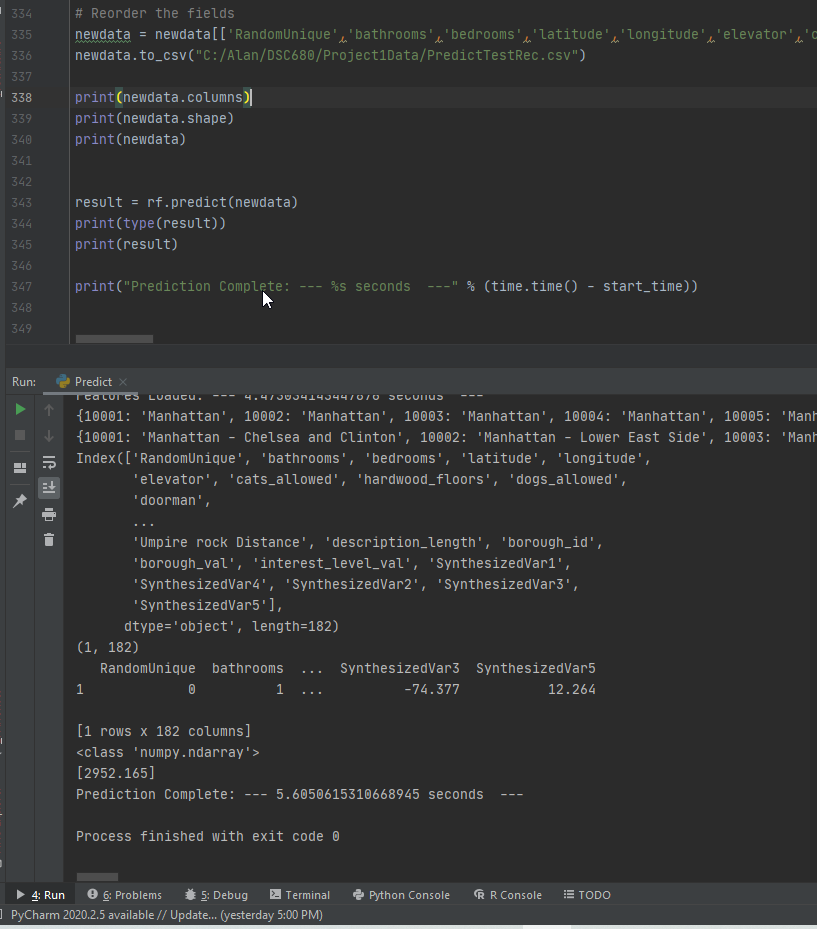 334 # Reorder the fields
335 newdata = newdata[['RandomUnique','bathrooms','bedrooms','latitude','longitude','elevator','c
336 newdata.to_csv("C:/Alan/DSC680/Project1Data/PredictTestRec.csv")
337
338 print(newdata.columns)
339 print(newdata.shape)
340 print(newdata)
341
342
343 result = rf.predict(newdata)
344 print(type(result))
345 print(result)
346
347 print("Prediction Complete: --- %s seconds  ---" % (time.time() - start_time))
348
349
Run: Predict
Features Loaded: --- 4.473034143447876 seconds  ---
{10001: 'Manhattan', 10002: 'Manhattan', 10003: 'Manhattan', 10004: 'Manhattan', 10005: 'Manh
{10001: 'Manhattan - Chelsea and Clinton', 10002: 'Manhattan - Lower East Side', 10003: 'Manh
Index(['RandomUnique', 'bathrooms', 'bedrooms', 'latitude', 'longitude',
'elevator', 'cats_allowed', 'hardwood_floors', 'dogs_allowed',
'doorman',
...
'Umpire rock Distance', 'description_length', 'borough_id',
'borough_val', 'interest_level_val', 'SynthesizedVar1',
'SynthesizedVar4', 'SynthesizedVar2', 'SynthesizedVar3',
'SynthesizedVar5'],
dtype='object', length=182)
(1, 182)
RandomUnique  bathrooms  ...  SynthesizedVar3  SynthesizedVar5
1  0  1  ...  -74.377  12.264
[1 rows x 182 columns]
<class 'numpy.ndarray'>
[2952.165]
Prediction Complete: --- 5.6050615310668945 seconds  ---
Process finished with exit code 0
4: Run  6: Problems  5: Debug  Terminal  Python Console  R Console  TODO
PyCharm 2020.2.5 available // Update... (yesterday 5:00 PM)